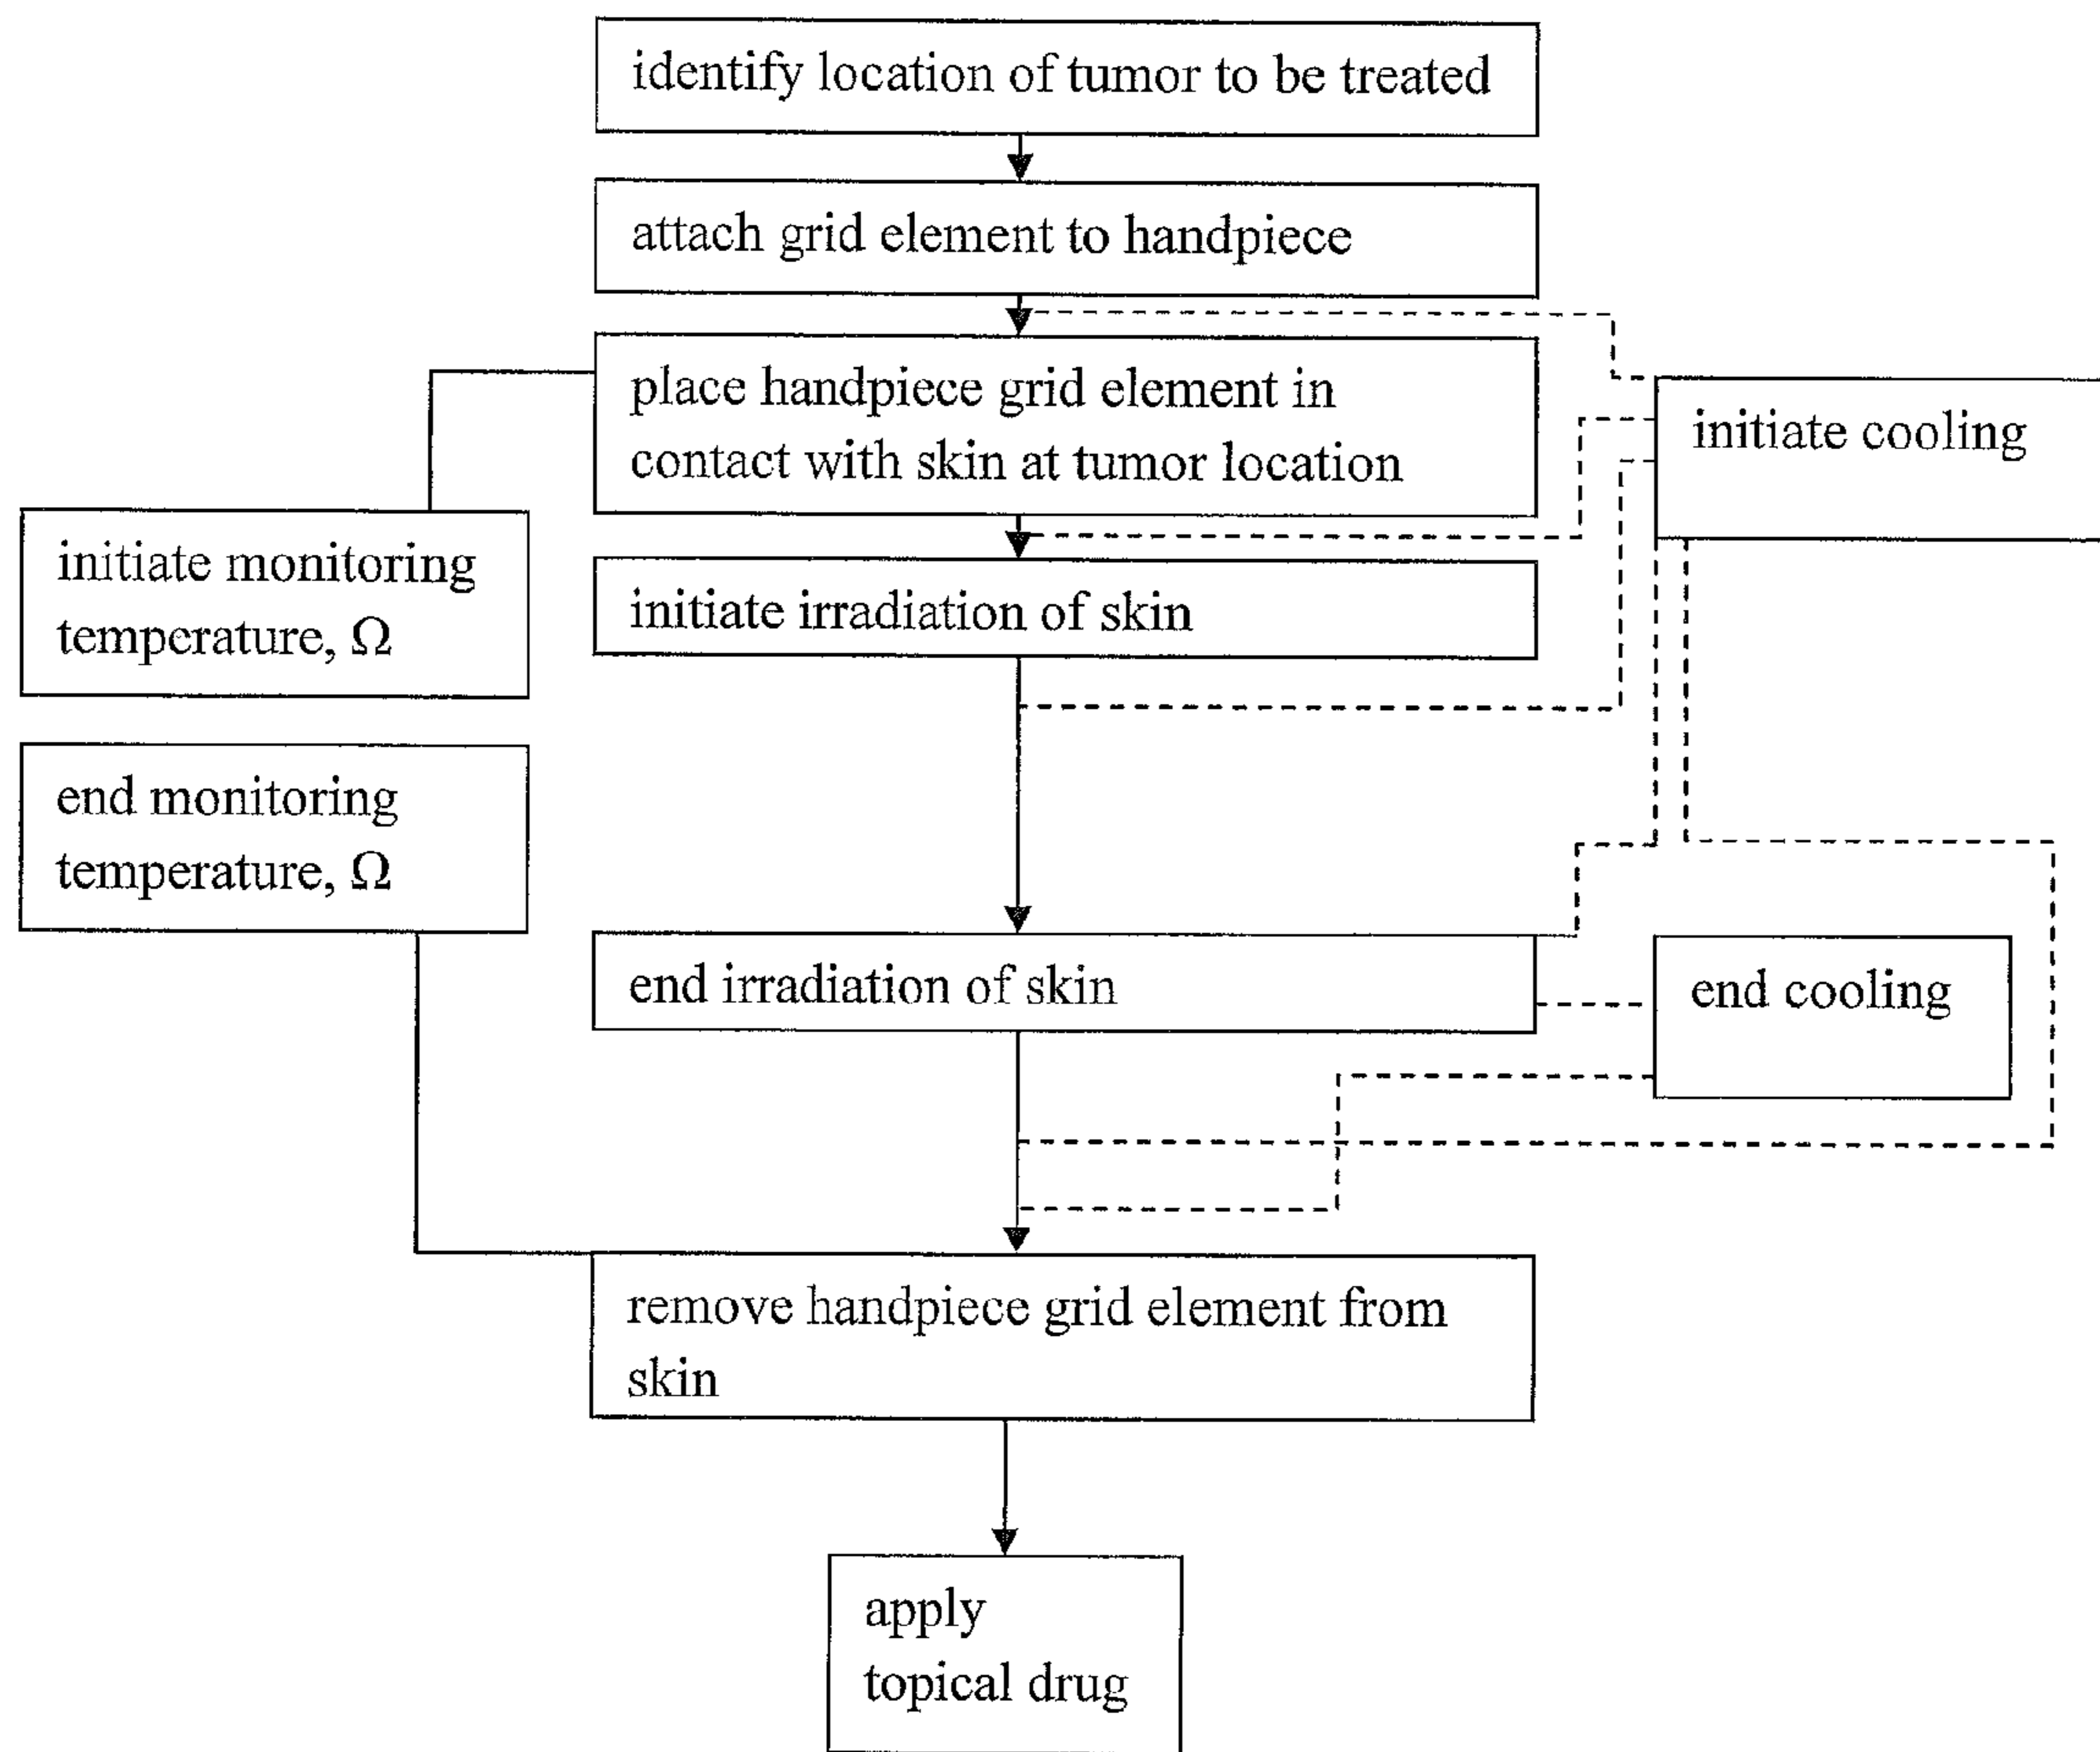 identify location of tumor to be treated
attach grid element to handpiece
place handpiece grid element in
contact with skin at tumor location
initiate cooling
initiate monitoring
temperature, Ω
initiate irradiation of skin
end monitoring
temperature, Ω
end irradiation of skin
end cooling
remove handpiece grid element from
skin
apply
topical drug